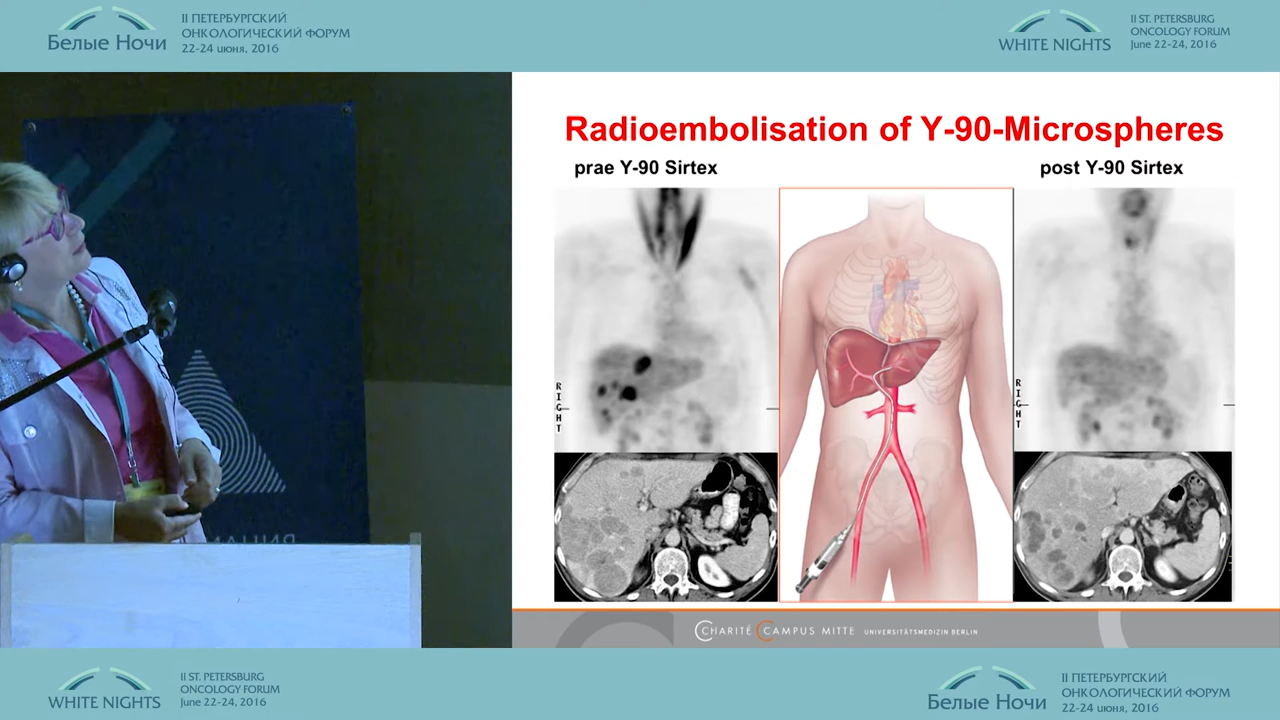 Белые Ночи
II ПЕТЕРБУРГСКИЙ
ОНКОЛОГИЧЕСКИЙ ФОРУМ
22-24 июня, 2016
WHITE NIGHTS
II ST. PETERSBURG
ONCOLOGY FORUM
June 22-24, 2016
Radioembolisation of Y-90-Microspheres
prae Y-90 Sirtex
post Y-90 Sirtex
RIGHT
RIGHT
CHARITÉ CAMPUS MITTE UNIVERSITÄTSMEDIZIN BERLIN
WHITE NIGHTS
II ST. PETERSBURG
ONCOLOGY FORUM
June 22-24, 2016
Белые Ночи
II ПЕТЕРБУРГСКИЙ
ОНКОЛОГИЧЕСКИЙ ФОРУМ
22-24 июня, 2016